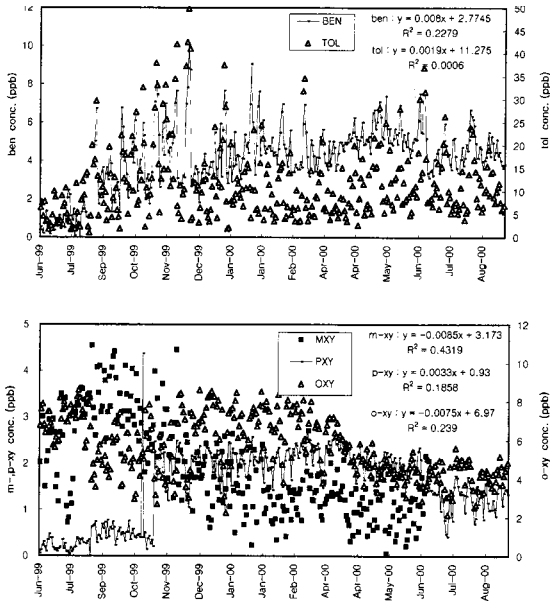 12
10
8
6
4
2
0
ben conc. (ppb)
BEN
TOL
ben : y = 0.008x + 2.7745
R² = 0.2279
tol : y = 0.0019x + 11.275
R² = 0.0006
50
45
40
35
30
25
20
15
10
5
0
tol conc. (ppb)
Jun-99
Jul-99
Sep-99
Oct-99
Nov-99
Dec-99
Jan-00
Jan-00
Feb-00
Apr-00
Apr-00
May-00
Jun-00
Jul-00
Aug-00
5
4
3
2
1
0
m-,p-xy conc. (ppb)
MXY
PXY
OXY
m-xy : y = -0.0085x + 3.173
R² = 0.4319
p-xy : y = 0.0033x + 0.93
R² = 0.1858
o-xy : y = -0.0075x + 6.97
R² = 0.239
12
10
8
6
4
2
0
o-xy conc. (ppb)
Jun-99
Jul-99
Sep-99
Oct-99
Nov-99
Dec-99
Jan-00
Jan-00
Feb-00
Apr-00
Apr-00
May-00
Jun-00
Jul-00
Aug-00